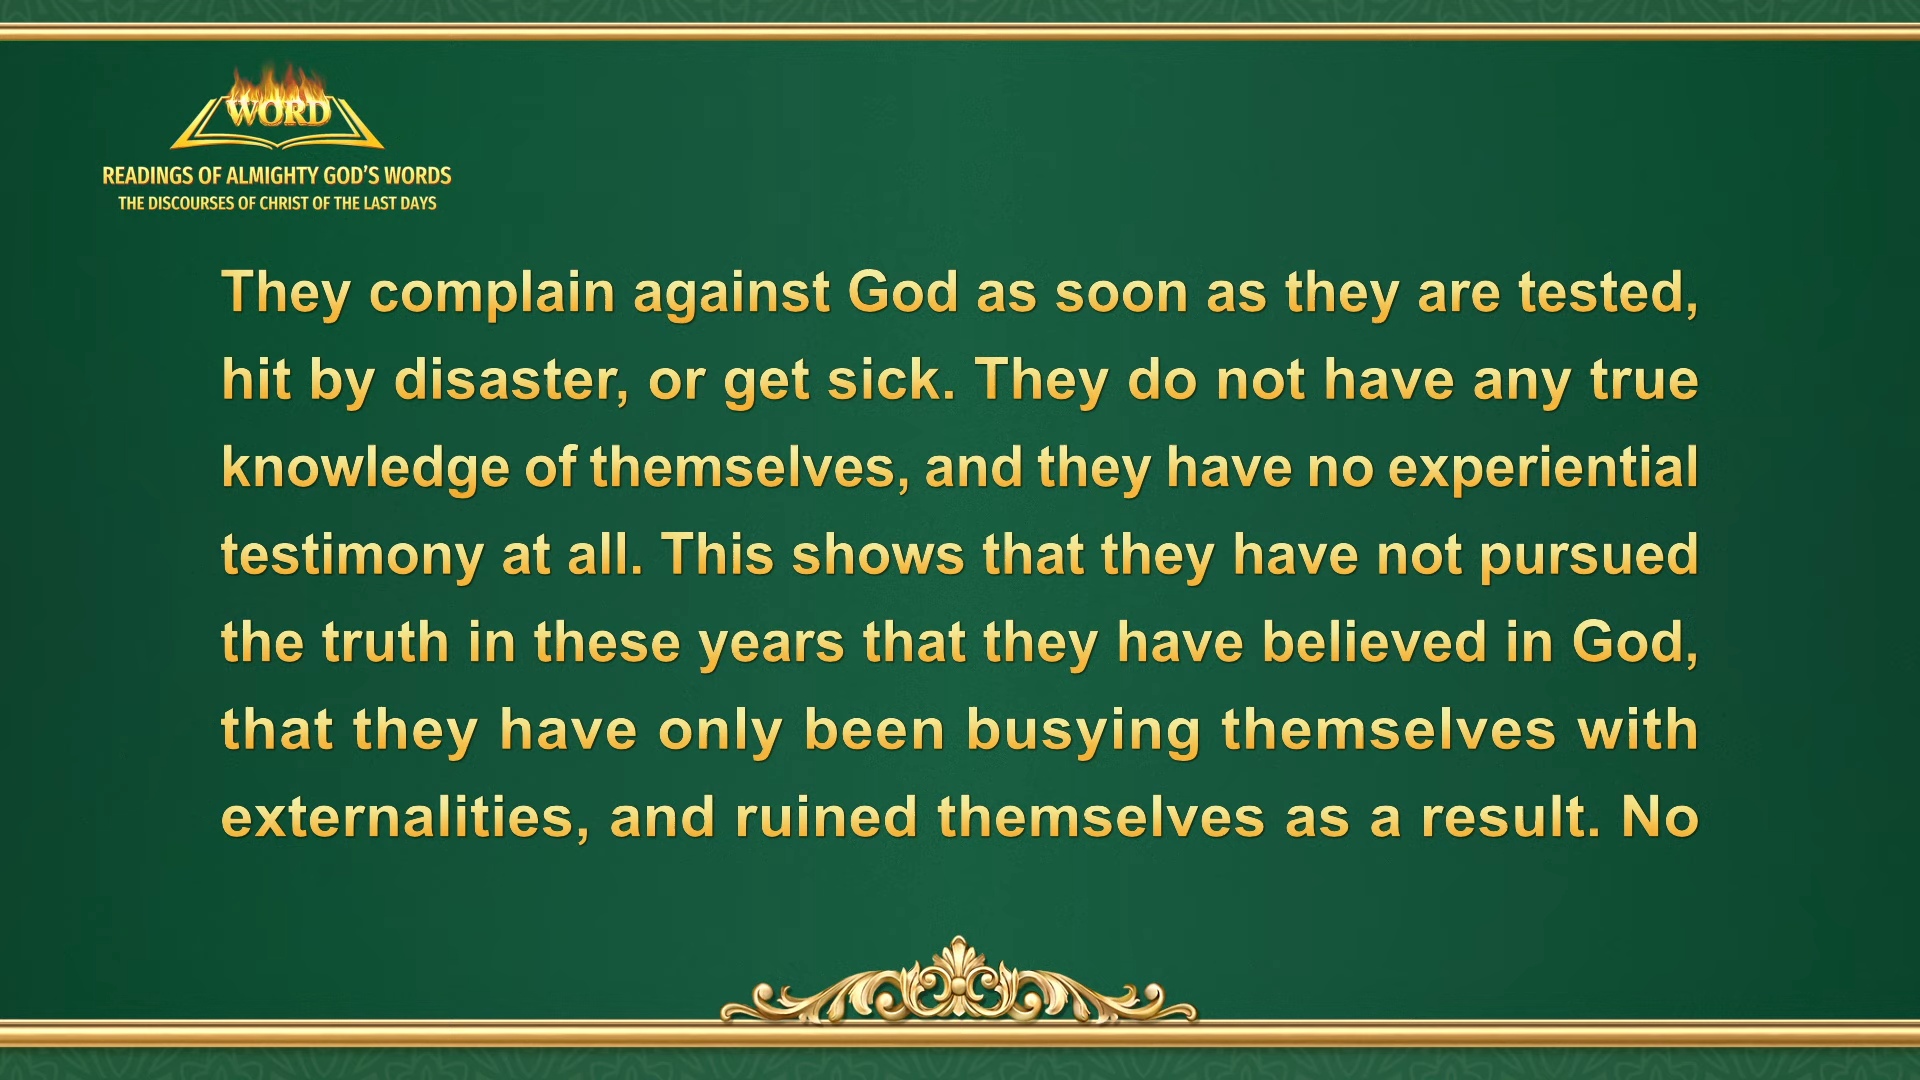 WORD
READINGS OF ALMIGHTY GOD'S WORDS
THE DISCOURSES OF CHRIST OF THE LAST DAYS
They complain against God as soon as they are tested,
hit by disaster, or get sick. They do not have any true
knowledge of themselves, and they have no experiential
testimony at all. This shows that they have not pursued
the truth in these years that they have believed in God,
that they have only been busying themselves with
externalities, and ruined themselves as a result. No